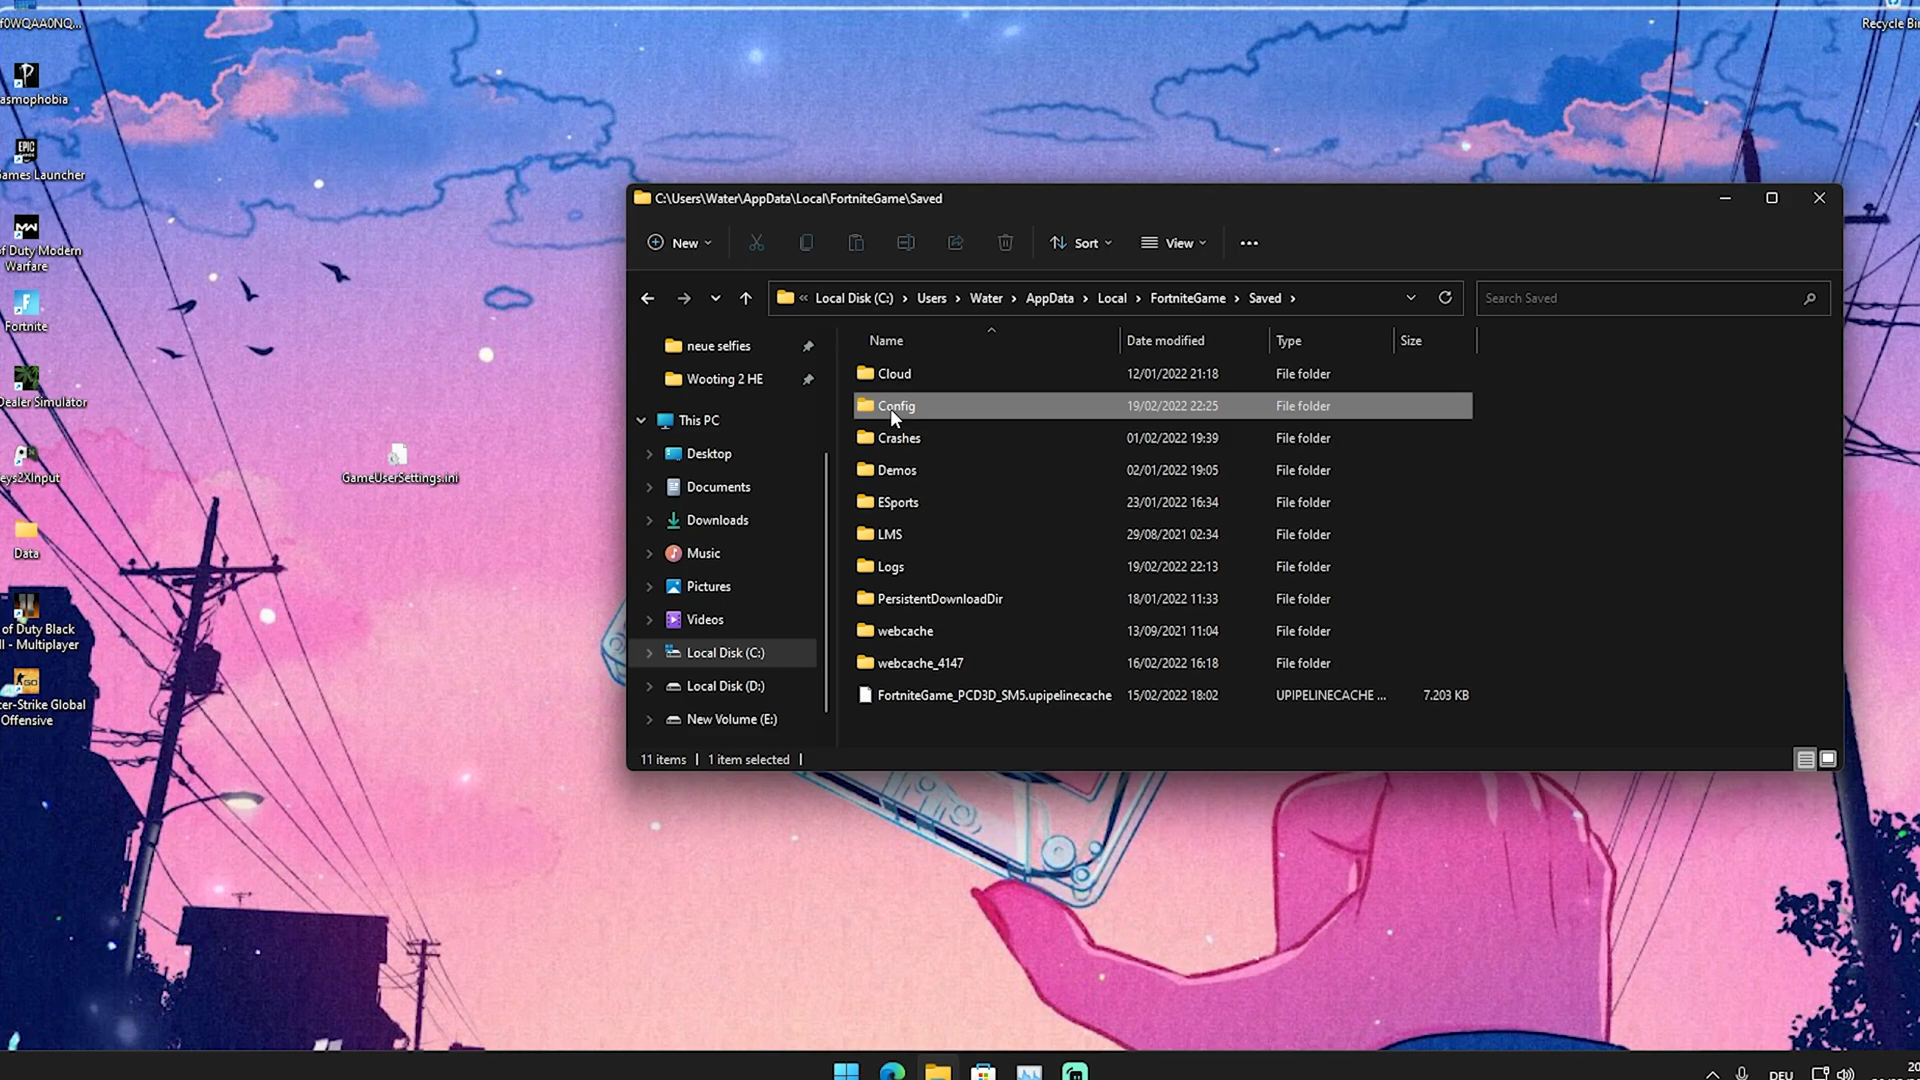 f0WQAA0NQ...
asmophobia
EPIC
Games Launcher
of Duty Modern
Warfare
Fortnite
Dealer Simulator
eys2XInput
Data
of Duty Black
II - Multiplayer
ter-Strike Global
Offensive
GameUserSettings.ini
Recycle Bin
C:\Users\Water\AppData\Local\FortniteGame\Saved
New
Sort
View
« Local Disk (C:) › Users › Water › AppData › Local › FortniteGame › Saved ›
Search Saved
neue selfies
Wooting 2 HE
This PC
Desktop
Documents
Downloads
Music
Pictures
Videos
Local Disk (C:)
Local Disk (D:)
New Volume (E:)
Name Date modified Type Size
Cloud 12/01/2022 21:18 File folder
Config 19/02/2022 22:25 File folder
Crashes 01/02/2022 19:39 File folder
Demos 02/01/2022 19:05 File folder
ESports 23/01/2022 16:34 File folder
LMS 29/08/2021 02:34 File folder
Logs 19/02/2022 22:13 File folder
PersistentDownloadDir 18/01/2022 11:33 File folder
webcache 13/09/2021 11:04 File folder
webcache_4147 16/02/2022 16:18 File folder
FortniteGame_PCD3D_SM5.upipelinecache 15/02/2022 18:02 UPIPELINECACHE ... 7.203 KB
11 items | 1 item selected |
DEU
20